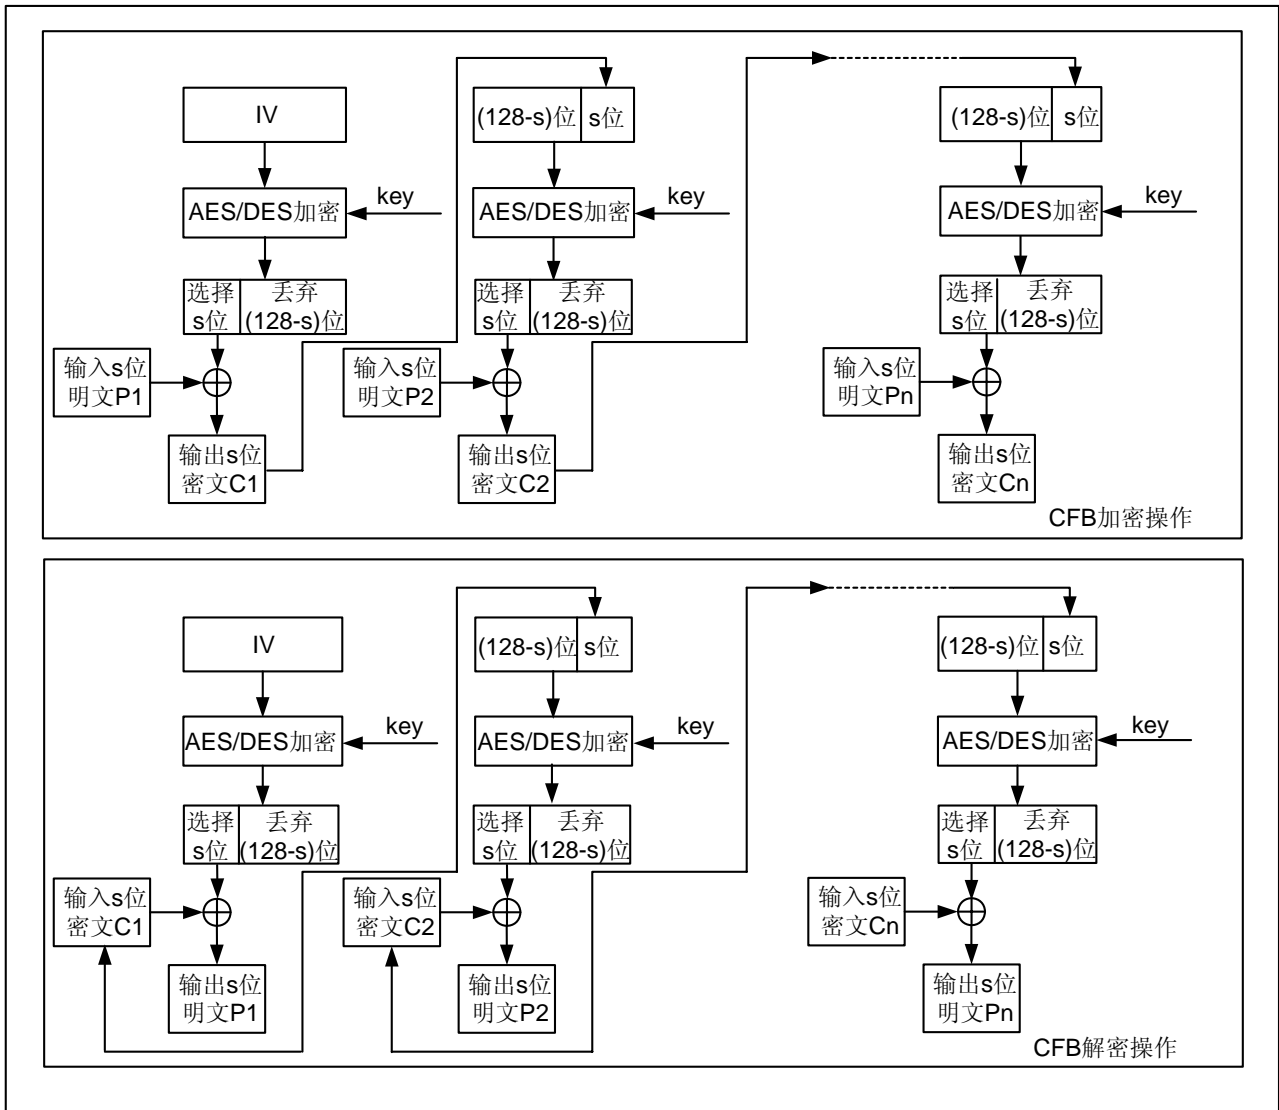 IV
(128-s)位 s位
(128-s)位 s位
AES/DES加密
key
AES/DES加密
key
AES/DES加密
key
选择
s位
丢弃
(128-s)位
选择
s位
丢弃
(128-s)位
选择
s位
丢弃
(128-s)位
输入s位
明文P1
输入s位
明文P2
输入s位
明文Pn
输出s位
密文C1
输出s位
密文C2
输出s位
密文Cn
CFB加密操作
IV
(128-s)位 s位
(128-s)位 s位
AES/DES加密
key
AES/DES加密
key
AES/DES加密
key
选择
s位
丢弃
(128-s)位
选择
s位
丢弃
(128-s)位
选择
s位
丢弃
(128-s)位
输入s位
密文C1
输入s位
密文C2
输入s位
密文Cn
输出s位
明文P1
输出s位
明文P2
输出s位
明文Pn
CFB解密操作